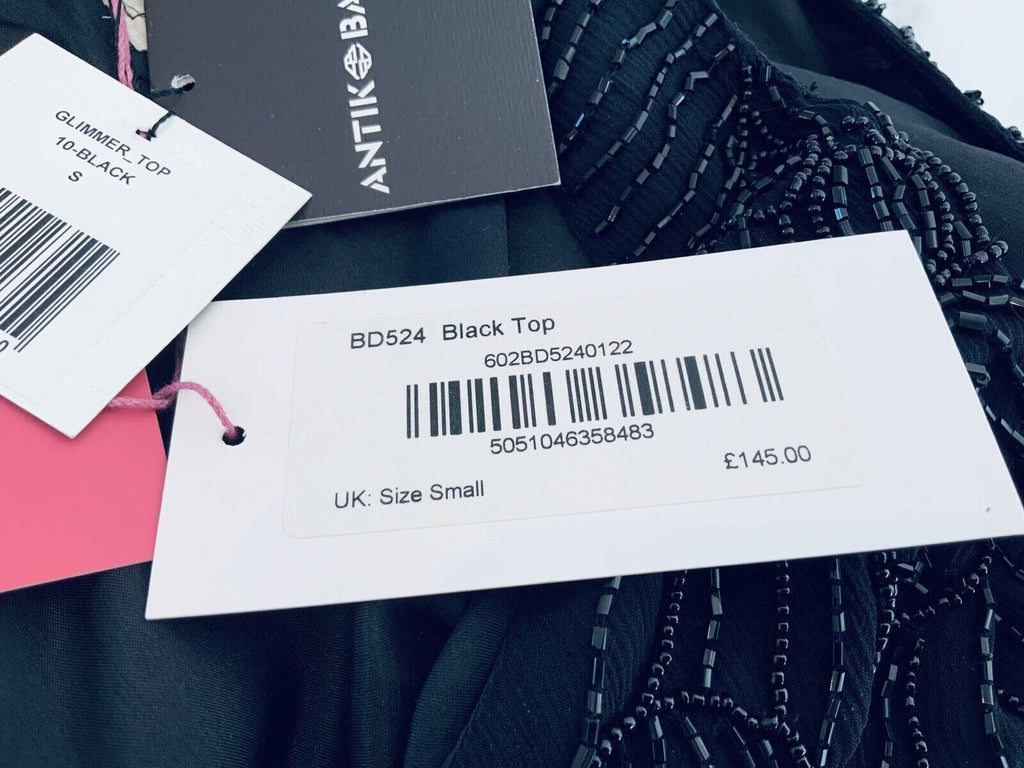 ANTIK
GLIMMER_TOP
10-BLACK
S
BD524 Black Top
602BD5240122
5051046358483
£145.00
UK: Size Small